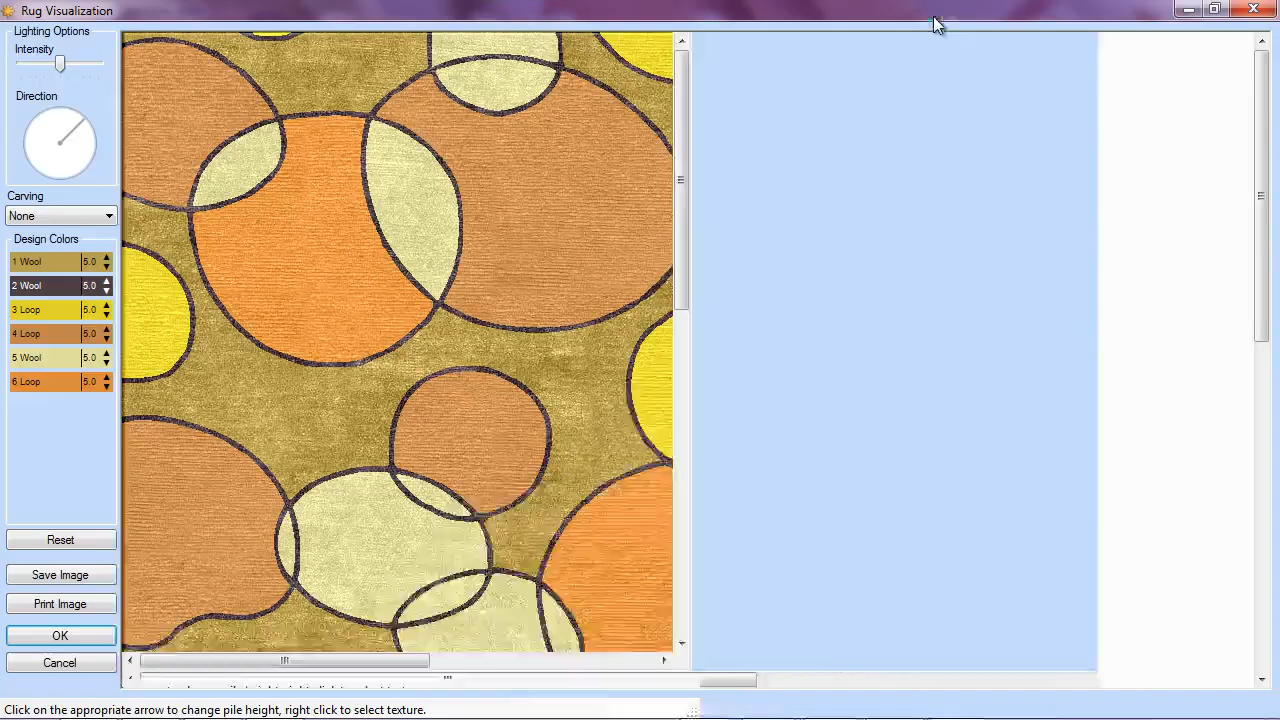 Rug Visualization
Lighting Options
Intensity
Direction
Carving
None
Design Colors
1 Wool 5.0
2 Wool 5.0
3 Loop 5.0
4 Loop 5.0
5 Wool 5.0
6 Loop 5.0
Reset
Save Image
Print Image
OK
Cancel
Click on the appropriate arrow to change pile height, right click to select texture.